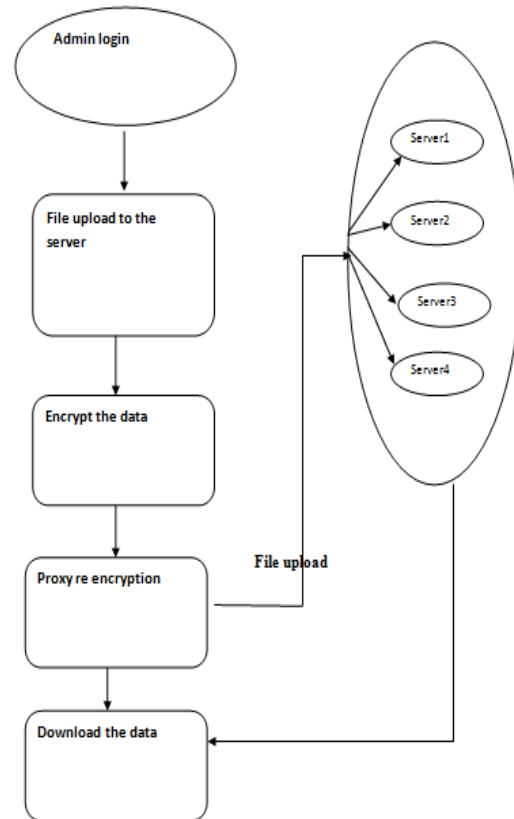 Admin login
File upload to the
server
Encrypt the data
Proxy re encryption
Download the data
File upload
Server1
Server2
Server3
Server4